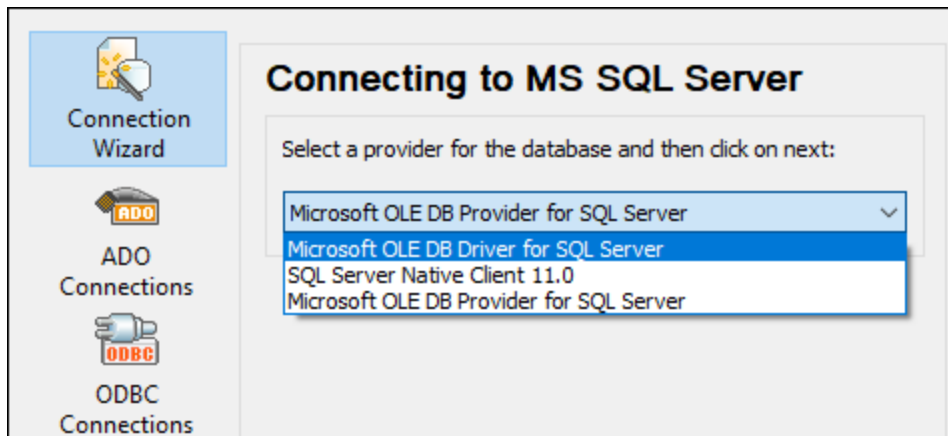 Connection
Wizard
ADO
ADO
Connections
ODBC
ODBC
Connections
Connecting to MS SQL Server
Select a provider for the database and then click on next:
Microsoft OLE DB Provider for SQL Server
Microsoft OLE DB Driver for SQL Server
SQL Server Native Client 11.0
Microsoft OLE DB Provider for SQL Server